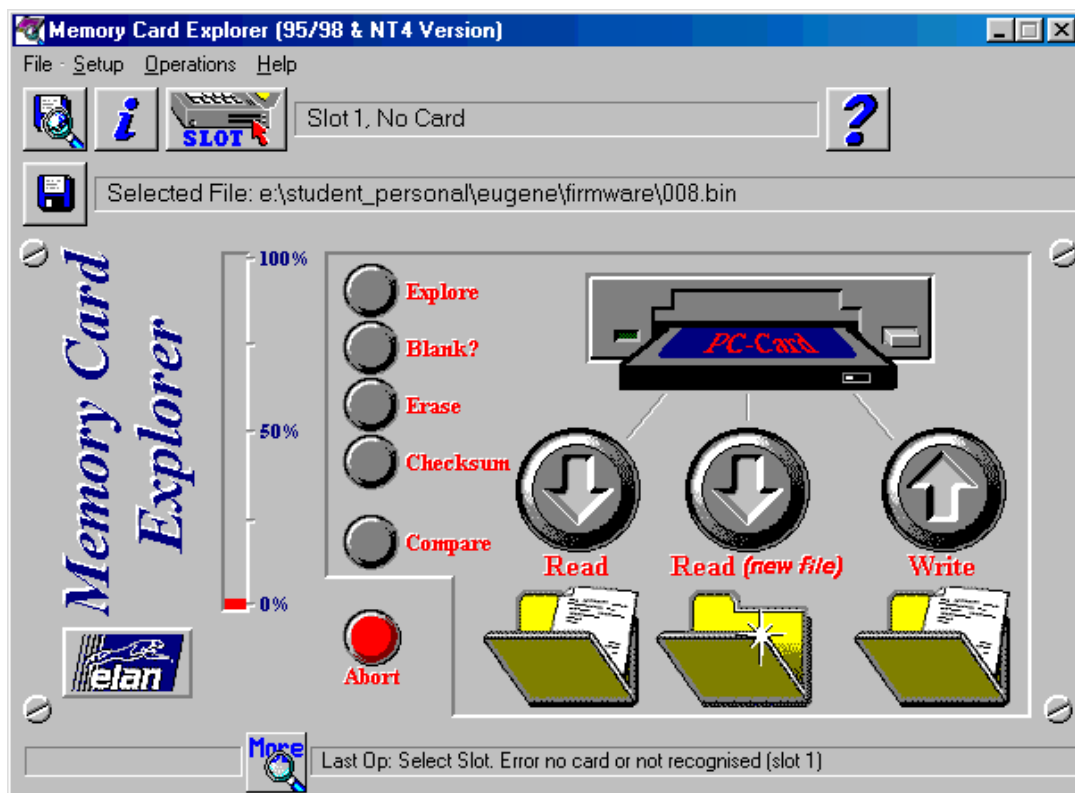 Memory Card Explorer (95/98 & NT4 Version)
File Setup Operations Help
SLOT
Slot 1, No Card
Selected File: e:\student_personal\eugene\firmware\008.bin
Memory Card
Explorer
100%
50%
0%
Explore
Blank?
Erase
Checksum
Compare
Abort
PC-Card
Read
Read (new file)
Write
elan
More
Last Op: Select Slot. Error no card or not recognised (slot 1)